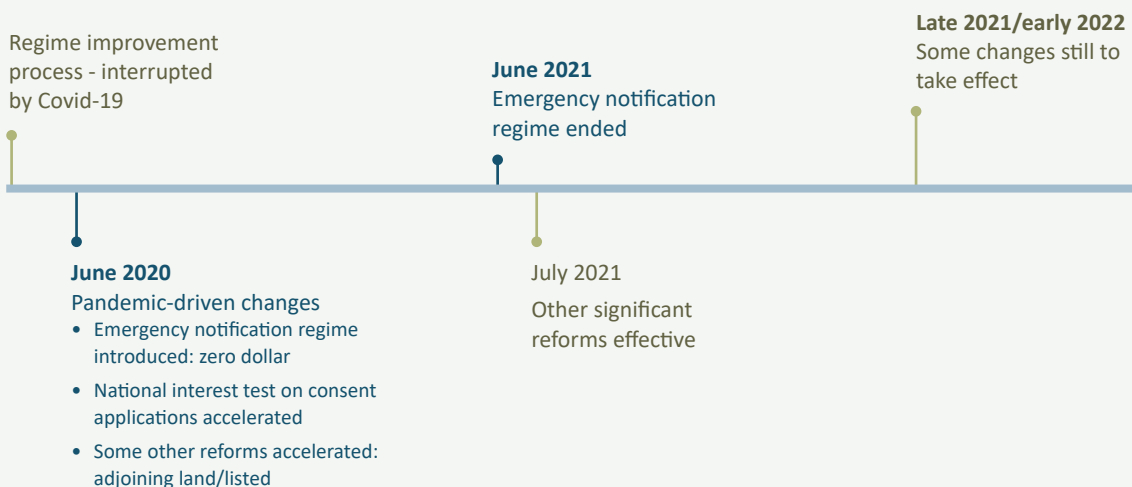 Regime improvement
process - interrupted
by Covid-19
June 2020
Pandemic-driven changes
• Emergency notification regime
introduced: zero dollar
• National interest test on consent
applications accelerated
• Some other reforms accelerated:
adjoining land/listed
June 2021
Emergency notification
regime ended
July 2021
Other significant
reforms effective
Late 2021/early 2022
Some changes still to
take effect